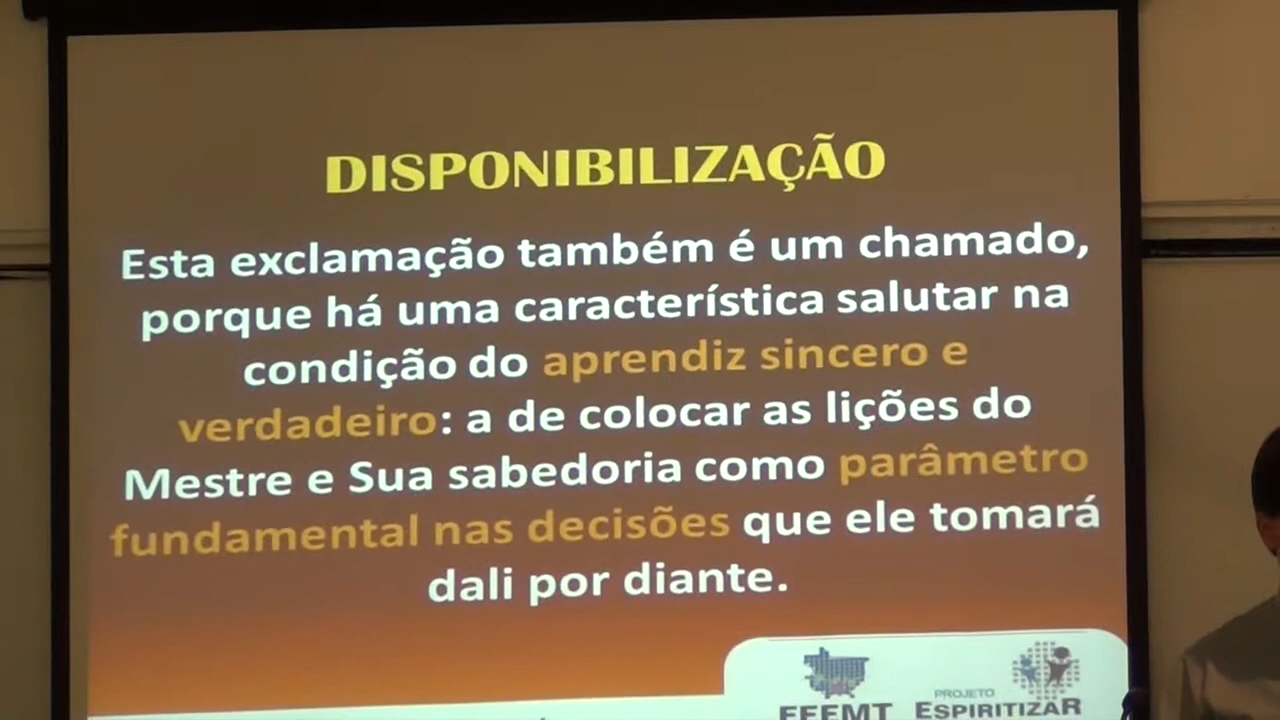 DISPONIBILIZAÇÃO
Esta exclamação também é um chamado,
porque há uma característica salutar na
condição do aprendiz sincero e
verdadeiro: a de colocar as lições do
Mestre e Sua sabedoria como parâmetro
fundamental nas decisões que ele tomará
dali por diante.
FEEMT
PROJETO
ESPIRITIZAR